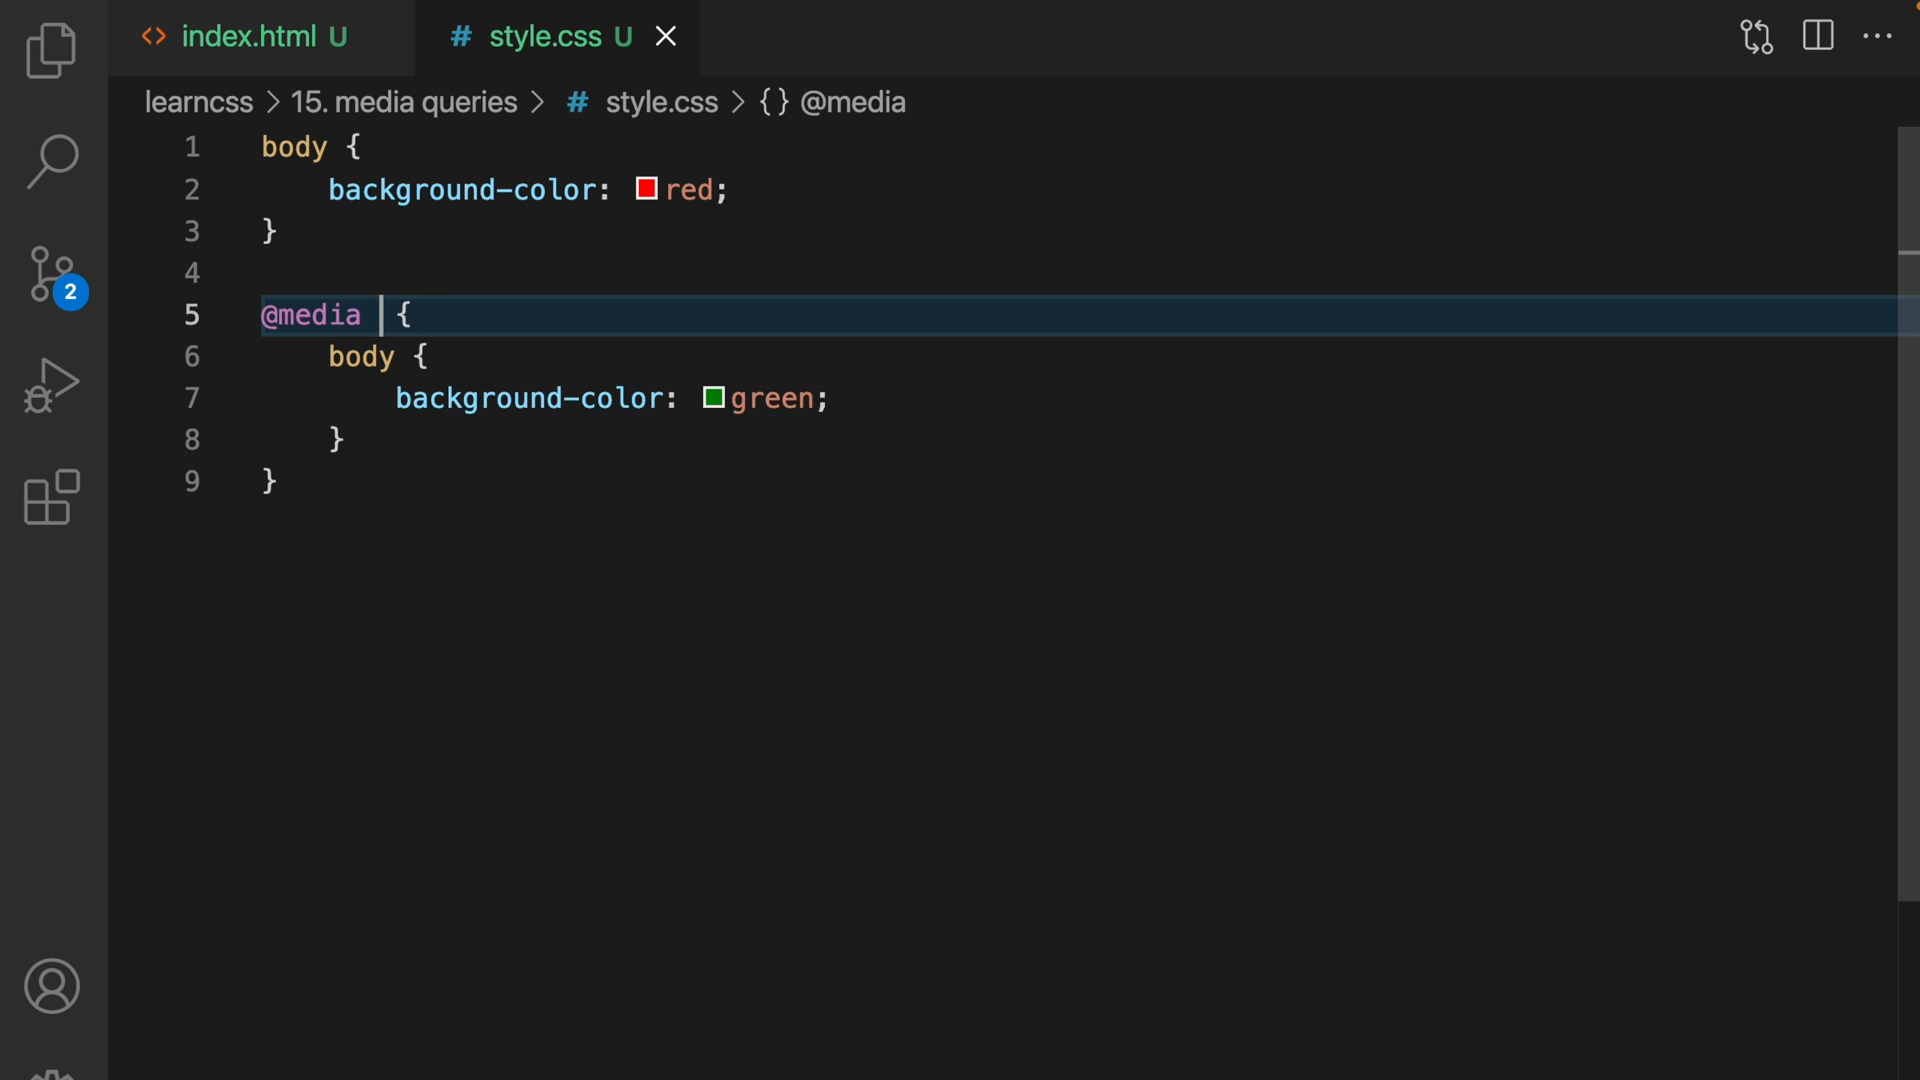 index.html U
style.css U
learncss > 15. media queries > # style.css > {} @media
1 body {
2     background-color: red;
3 }
4
5 @media {
6     body {
7         background-color: green;
8     }
9 }
2